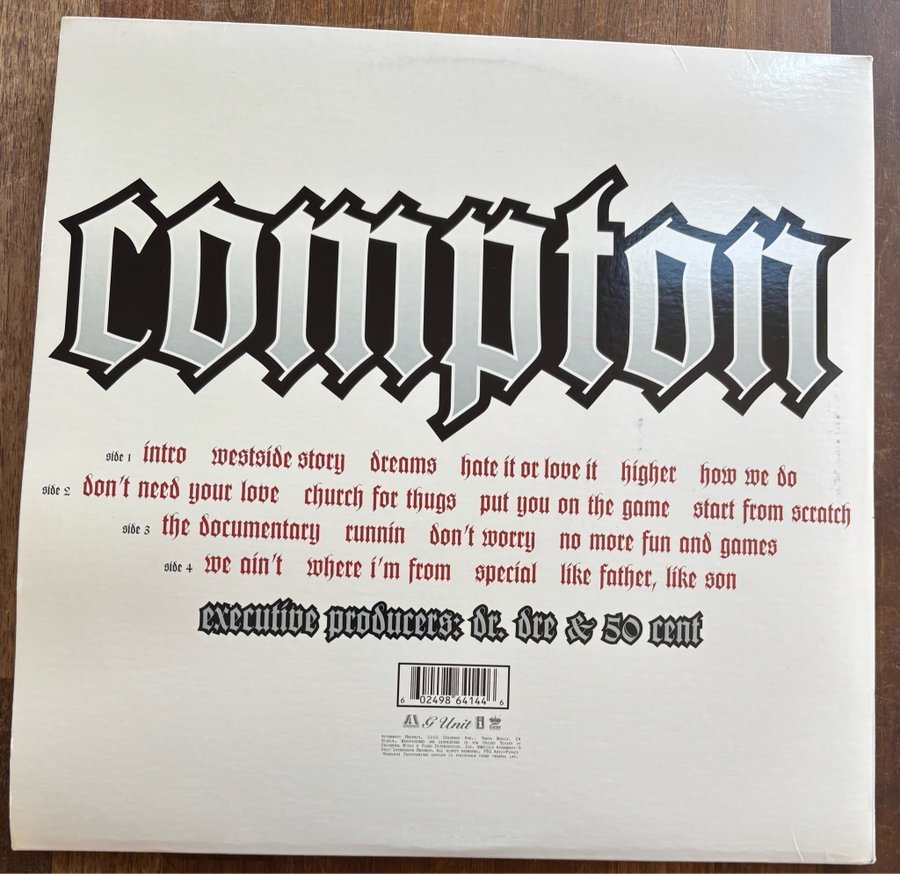 compton
side 1 intro westside story dreams hate it or love it higher how we do
side 2 don't need your love church for thugs put you on the game start from scratch
side 3 the documentary runnin don't worry no more fun and games
side 4 we ain't where i'm from special like father, like son
executive producers: dr. dre & 50 cent
6 02498 64144 6
G Unit